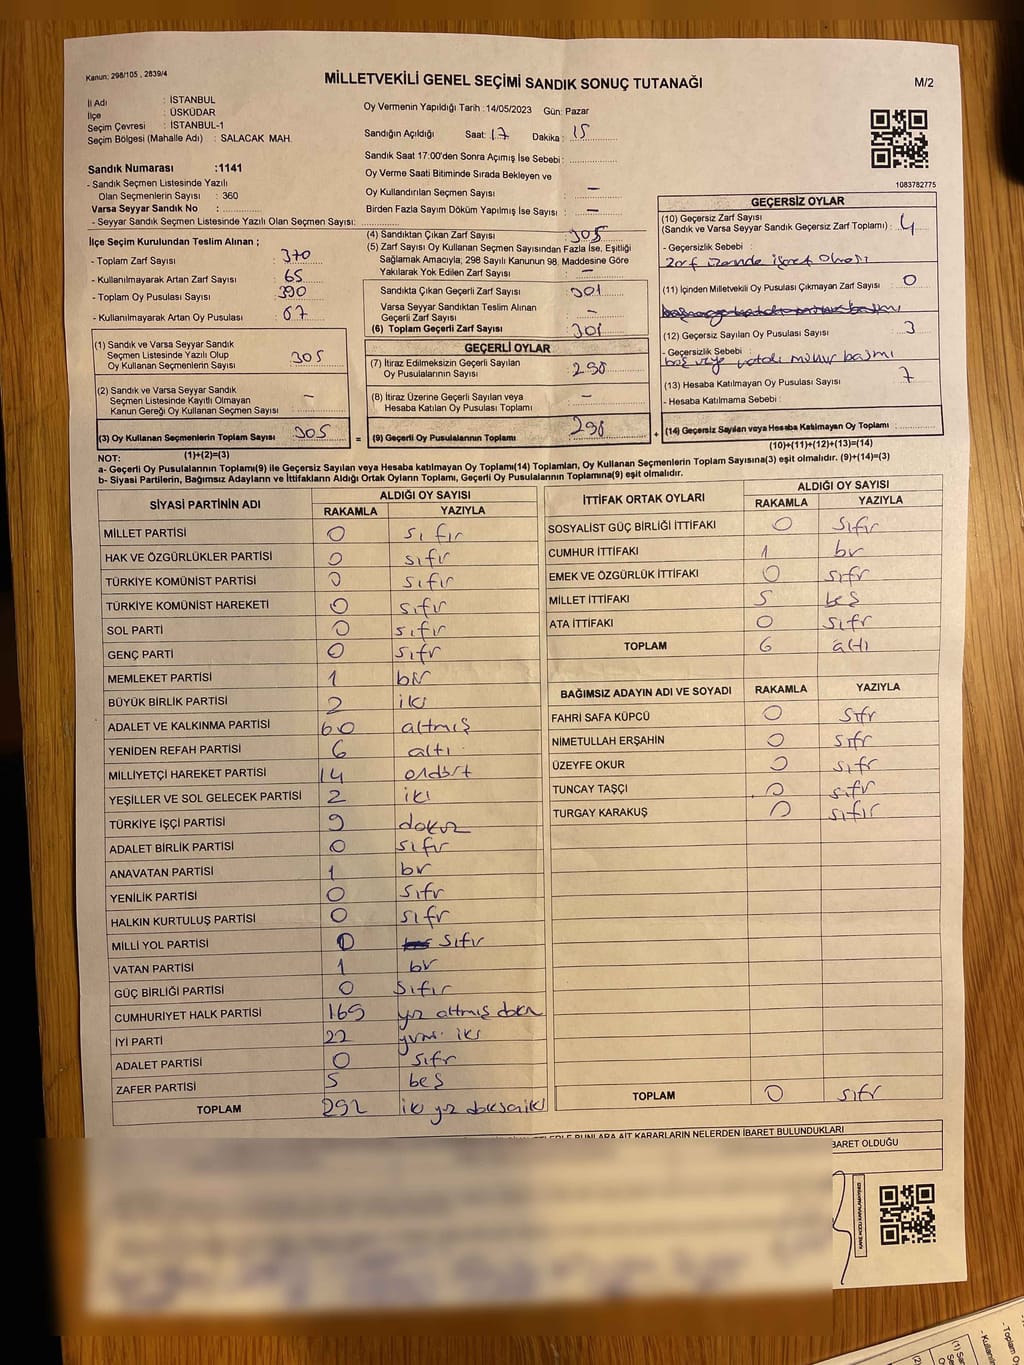 Kanun; 298/105 , 2839/4
MİLLETVEKİLİ GENEL SEÇİMİ SANDIK SONUÇ TUTANAĞI
M/2
İl Adı : İSTANBUL
İlçe : ÜSKÜDAR
Seçim Çevresi : İSTANBUL-1
Seçim Bölgesi (Mahalle Adı) : SALACAK MAH.
Sandık Numarası :1141
- Sandık Seçmen Listesinde Yazılı
Olan Seçmenlerin Sayısı : 360
Varsa Seyyar Sandık No :
- Seyyar Sandık Seçmen Listesinde Yazılı Olan Seçmen Sayısı:
Oy Vermenin Yapıldığı Tarih :14/05/2023 Gün: Pazar
Sandığın Açıldığı Saat: 17 Dakika : 15
Sandık Saat 17:00'den Sonra Açımış İse Sebebi :
Oy Verme Saati Bitiminde Sırada Bekleyen ve
Oy Kullandırılan Seçmen Sayısı : –
Birden Fazla Sayım Döküm Yapılmış İse Sayısı : –
1083782775
İlçe Seçim Kurulundan Teslim Alınan ;
- Toplam Zarf Sayısı : 370
- Kullanılmayarak Artan Zarf Sayısı : 65
- Toplam Oy Pusulası Sayısı : 390
- Kullanılmayarak Artan Oy Pusulası : 67
(1) Sandık ve Varsa Seyyar Sandık
Seçmen Listesinde Yazılı Olup
Oy Kullanan Seçmenlerin Sayısı 305
(2) Sandık ve Varsa Seyyar Sandık
Seçmen Listesinde Kayıtlı Olmayan
Kanun Gereği Oy Kullanan Seçmen Sayısı –
(3) Oy Kullanan Seçmenlerin Toplam Sayısı 305
(4) Sandıktan Çıkan Zarf Sayısı : 305
(5) Zarf Sayısı Oy Kullanan Seçmen Sayısından Fazla İse, Eşitliği
Sağlamak Amacıyla, 298 Sayılı Kanunun 98. Maddesine Göre
Yakılarak Yok Edilen Zarf Sayısı : –
Sandıkta Çıkan Geçerli Zarf Sayısı : 301
Varsa Seyyar Sandıktan Teslim Alınan
Geçerli Zarf Sayısı : –
(6) Toplam Geçerli Zarf Sayısı : 301
GEÇERLİ OYLAR
(7) İtiraz Edilmeksizin Geçerli Sayılan
Oy Pusulalarının Sayısı : 298
(8) İtiraz Üzerine Geçerli Sayılan veya
Hesaba Katılan Oy Pusulası Toplamı : –
= (9) Geçerli Oy Pusulalarının Toplamı 298
GEÇERSİZ OYLAR
(10) Geçersiz Zarf Sayısı
(Sandık ve Varsa Seyyar Sandık Geçersiz Zarf Toplamı) : 4
- Geçersizlik Sebebi :
Zarf üzerinde işaret olması
(11) İçinden Milletvekili Oy Pusulası Çıkmayan Zarf Sayısı : 0
(12) Geçersiz Sayılan Oy Pusulası Sayısı : 3
- Geçersizlik Sebebi :
boş veya hatalı mühür basımı
(13) Hesaba Katılmayan Oy Pusulası Sayısı : 7
- Hesaba Katılmama Sebebi :
+ (14) Geçersiz Sayılan veya Hesaba Katılmayan Oy Toplamı :
NOT: (1)+(2)=(3)
(10)+(11)+(12)+(13)=(14)
a- Geçerli Oy Pusulalarının Toplamı(9) ile Geçersiz Sayılan veya Hesaba katılmayan Oy Toplamı(14) Toplamları, Oy Kullanan Seçmenlerin Toplam Sayısına(3) eşit olmalıdır. (9)+(14)=(3)
b- Siyasi Partilerin, Bağımsız Adayların ve İttifakların Aldığı Ortak Oyların Toplamı, Geçerli Oy Pusulasının Toplamına(9) eşit olmalıdır.
SİYASİ PARTİNİN ADI ALDIĞI OY SAYISI
RAKAMLA YAZIYLA
MİLLET PARTİSİ 0 sıfır
HAK VE ÖZGÜRLÜKLER PARTİSİ 0 sıfır
TÜRKİYE KOMÜNİST PARTİSİ 0 sıfır
TÜRKİYE KOMÜNİST HAREKETİ 0 sıfır
SOL PARTİ 0 sıfır
GENÇ PARTİ 0 sıfr
MEMLEKET PARTİSİ 1 bir
BÜYÜK BİRLİK PARTİSİ 2 iki
ADALET VE KALKINMA PARTİSİ 60 altmış
YENİDEN REFAH PARTİSİ 6 altı
MİLLİYETÇİ HAREKET PARTİSİ 14 ondört
YEŞİLLER VE SOL GELECEK PARTİSİ 2 iki
TÜRKİYE İŞÇİ PARTİSİ 9 dokuz
ADALET BİRLİK PARTİSİ 0 sıfır
ANAVATAN PARTİSİ 1 br
YENİLİK PARTİSİ 0 sıfr
HALKIN KURTULUŞ PARTİSİ 0 sıfr
MİLLİ YOL PARTİSİ 0 sıfır
VATAN PARTİSİ 1 br
GÜÇ BİRLİĞİ PARTİSİ 0 sıfır
CUMHURİYET HALK PARTİSİ 169 yüz altmış dokuz
İYİ PARTİ 22 yirmi iki
ADALET PARTİSİ 0 sıfr
ZAFER PARTİSİ 5 beş
TOPLAM 292 iki yüz doksan iki
İTTİFAK ORTAK OYLARI ALDIĞI OY SAYISI
RAKAMLA YAZIYLA
SOSYALİST GÜÇ BİRLİĞİ İTTİFAKI 0 sıfır
CUMHUR İTTİFAKI 1 br
EMEK VE ÖZGÜRLÜK İTTİFAKI 0 sıfr
MİLLET İTTİFAKI 5 beş
ATA İTTİFAKI 0 sıfr
TOPLAM 6 altı
BAĞIMSIZ ADAYIN ADI VE SOYADI RAKAMLA YAZIYLA
FAHRİ SAFA KÜPCÜ 0 sıfr
NİMETULLAH ERŞAHİN 0 sıfr
ÜZEYFE OKUR 0 sıfr
TUNCAY TAŞÇI 0 sıfr
TURGAY KARAKUŞ 0 sıfır
TOPLAM 0 sıfr
BUNLARA AİT KARARLARIN NELERDEN İBARET BULUNDUKLARI
BARET OLDUĞU